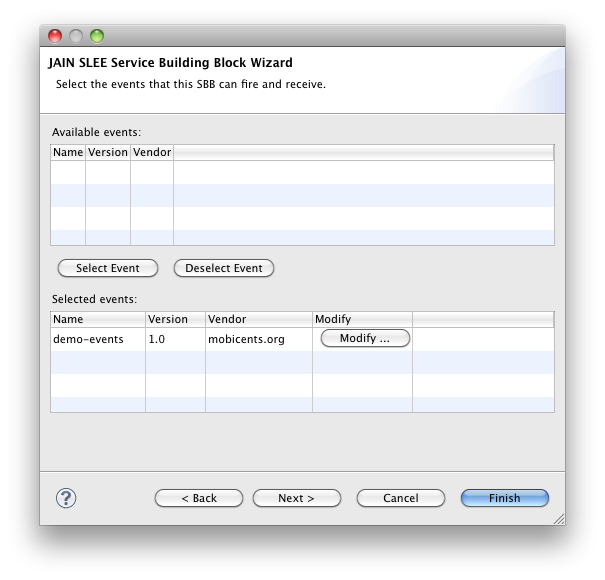 JAIN SLEE Service Building Block Wizard
Select the events that this SBB can fire and receive.
Available events:
Name Version Vendor
Select Event Deselect Event
Selected events:
Name Version Vendor Modify
demo-events 1.0 mobicents.org Modify ...
? < Back Next > Cancel Finish